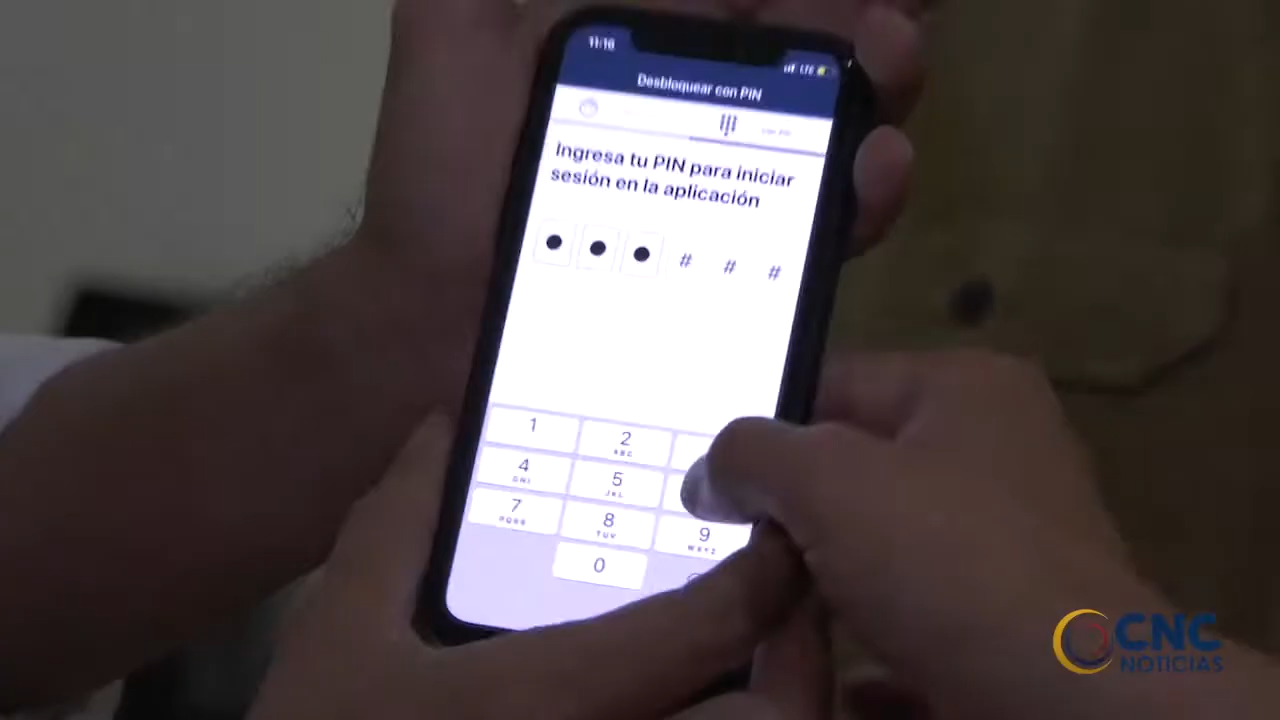 11:16
LTE
Desbloquear con PIN
Ingresa tu PIN para iniciar
sesión en la aplicación
# # #
1
2
ABC
4
GHI
5
JKL
7
PQRS
8
TUV
9
WXYZ
0
CNC
NOTICIAS